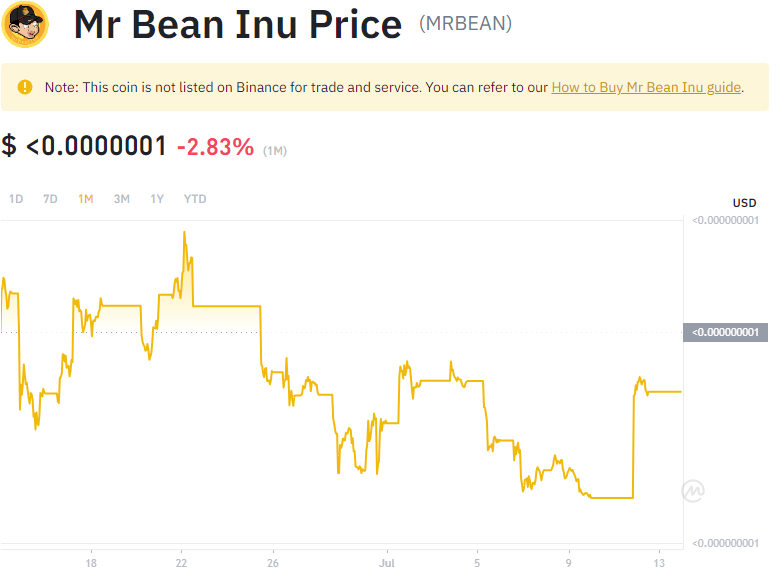 Mr Bean Inu Price (MRBEAN)
Note: This coin is not listed on Binance for trade and service. You can refer to our How to Buy Mr Bean Inu guide.
$ <0.0000001 -2.83% (1M)
1D 7D 1M 3M 1Y YTD
USD
<0.000000001
<0.000000001
<0.000000001
18 22 26 Jul 5 9 13